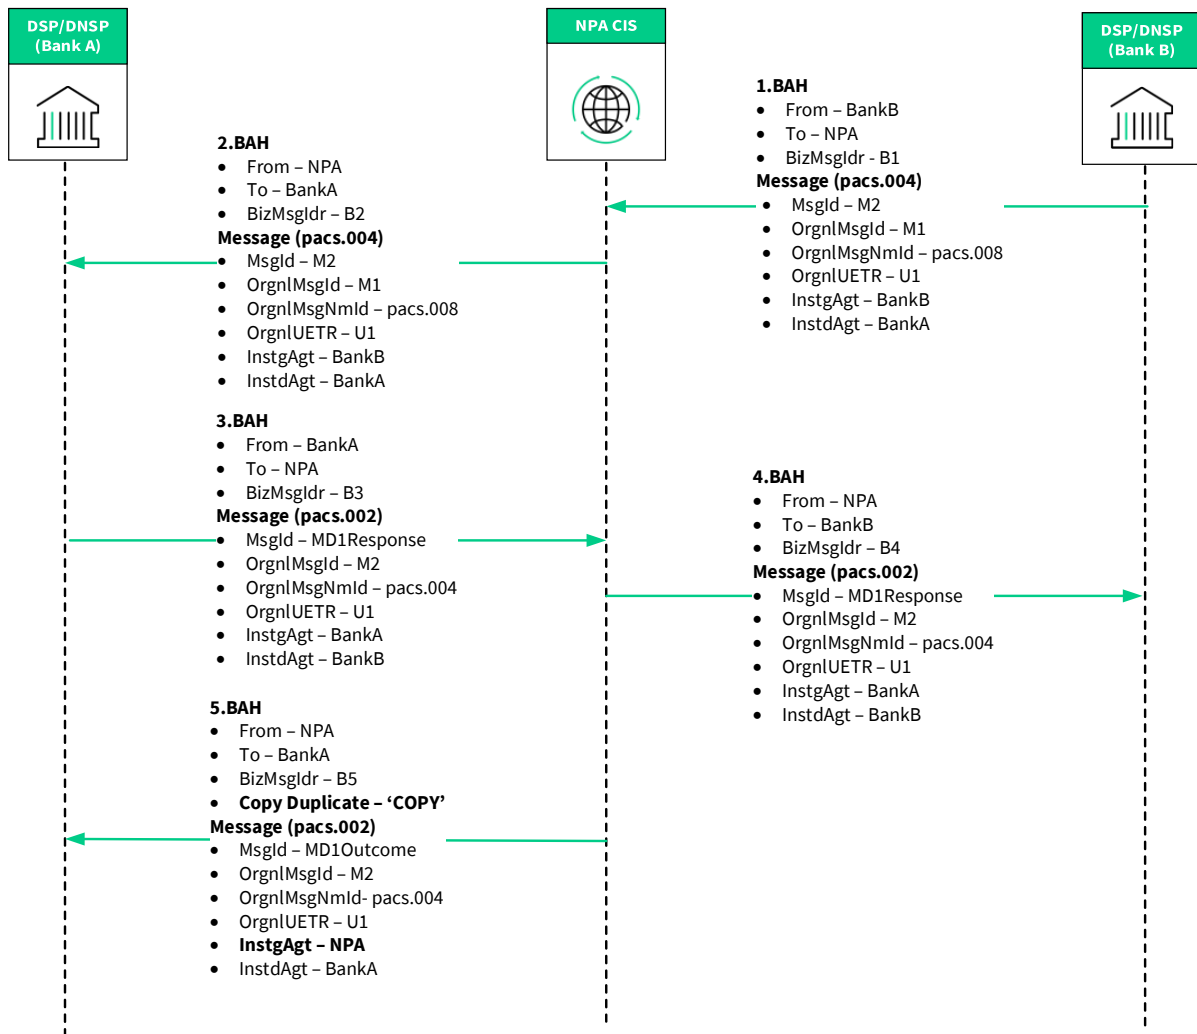 DSP/DNSP
(Bank A)
NPA CIS
DSP/DNSP
(Bank B)
1.BAH
• From – BankB
• To – NPA
• BizMsgIdr - B1
Message (pacs.004)
• MsgId – M2
• OrgnlMsgId – M1
• OrgnlMsgNmId – pacs.008
• OrgnlUETR – U1
• InstgAgt – BankB
• InstdAgt – BankA
2.BAH
• From – NPA
• To – BankA
• BizMsgIdr – B2
Message (pacs.004)
• MsgId – M2
• OrgnlMsgId – M1
• OrgnlMsgNmId – pacs.008
• OrgnlUETR – U1
• InstgAgt – BankB
• InstdAgt – BankA
3.BAH
• From – BankA
• To – NPA
• BizMsgIdr – B3
Message (pacs.002)
• MsgId – MD1Response
• OrgnlMsgId – M2
• OrgnlMsgNmId – pacs.004
• OrgnlUETR – U1
• InstgAgt – BankA
• InstdAgt – BankB
4.BAH
• From – NPA
• To – BankB
• BizMsgIdr – B4
Message (pacs.002)
• MsgId – MD1Response
• OrgnlMsgId – M2
• OrgnlMsgNmId – pacs.004
• OrgnlUETR – U1
• InstgAgt – BankA
• InstdAgt – BankB
5.BAH
• From – NPA
• To – BankA
• BizMsgIdr – B5
• Copy Duplicate – ‘COPY’
Message (pacs.002)
• MsgId – MD1Outcome
• OrgnlMsgId – M2
• OrgnlMsgNmId- pacs.004
• OrgnlUETR – U1
• InstgAgt – NPA
• InstdAgt – BankA